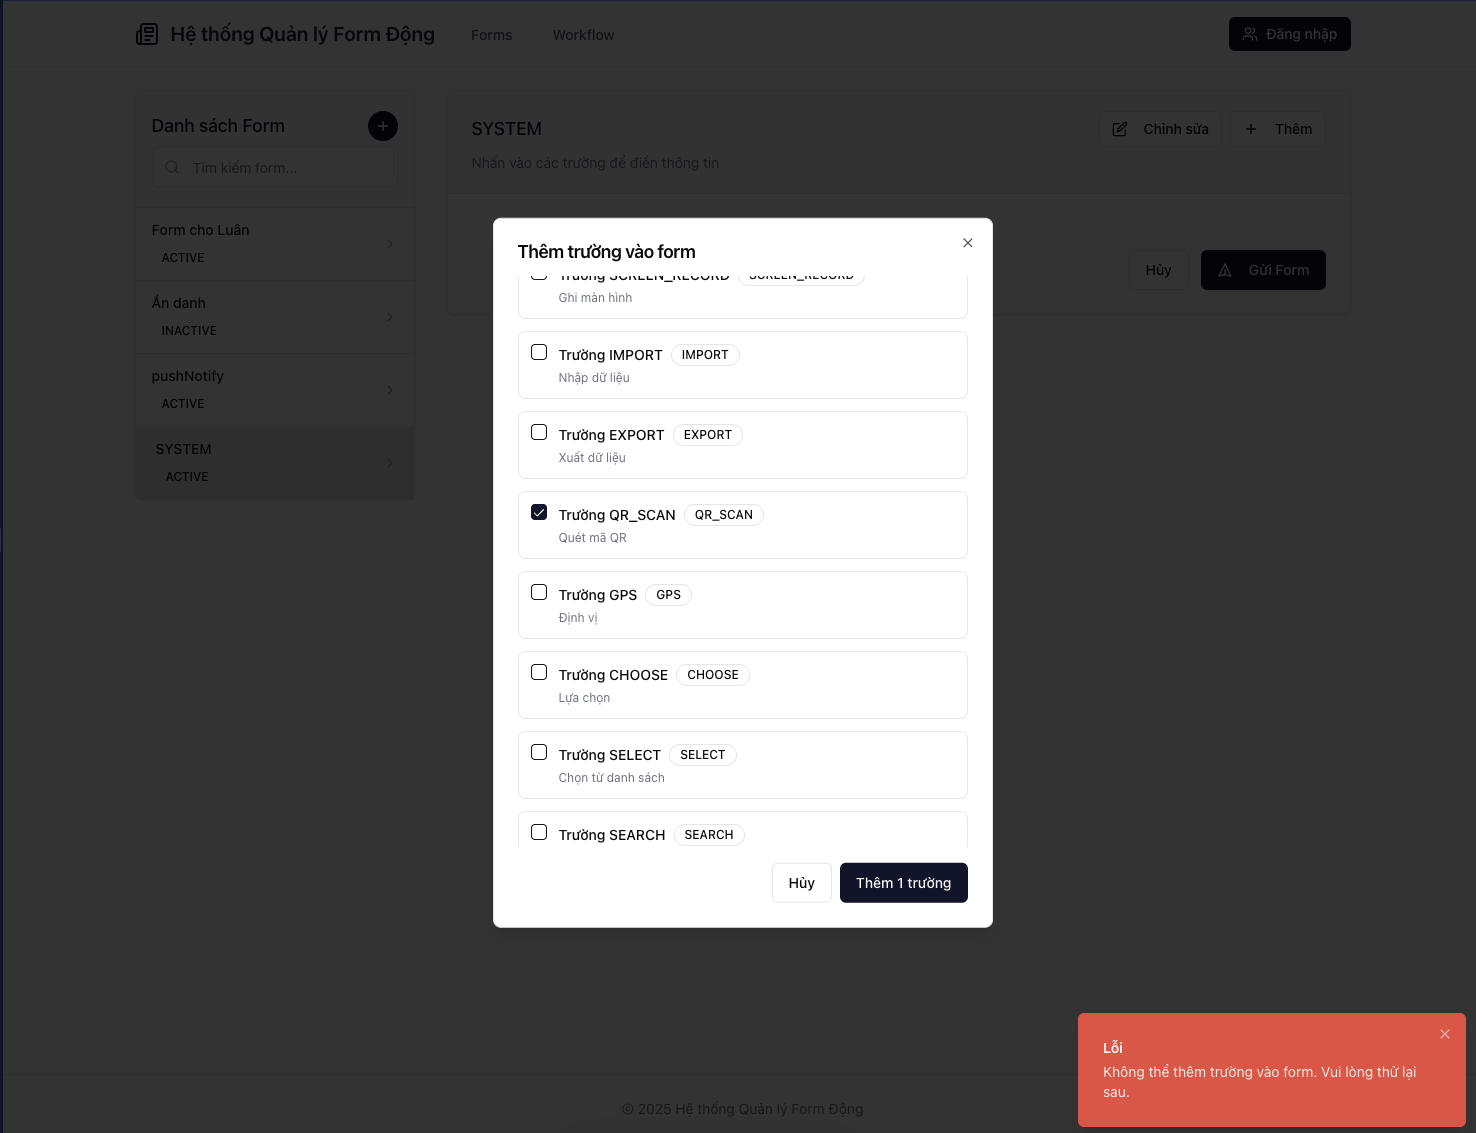 Hệ thống Quản lý Form Động
Forms
Workflow
Đăng nhập
Danh sách Form
Tìm kiếm form...
Form cho Luân
ACTIVE
Ẩn danh
INACTIVE
pushNotify
ACTIVE
SYSTEM
ACTIVE
SYSTEM
Chỉnh sửa
Thêm
Nhấn vào các trường để điền thông tin
Hủy
Gửi Form
Thêm trường vào form
Trường SCREEN_RECORD SCREEN_RECORD
Ghi màn hình
Trường IMPORT IMPORT
Nhập dữ liệu
Trường EXPORT EXPORT
Xuất dữ liệu
Trường QR_SCAN QR_SCAN
Quét mã QR
Trường GPS GPS
Định vị
Trường CHOOSE CHOOSE
Lựa chọn
Trường SELECT SELECT
Chọn từ danh sách
Trường SEARCH SEARCH
Hủy
Thêm 1 trường
Lỗi
Không thể thêm trường vào form. Vui lòng thử lại
sau.
© 2025 Hệ thống Quản lý Form Động